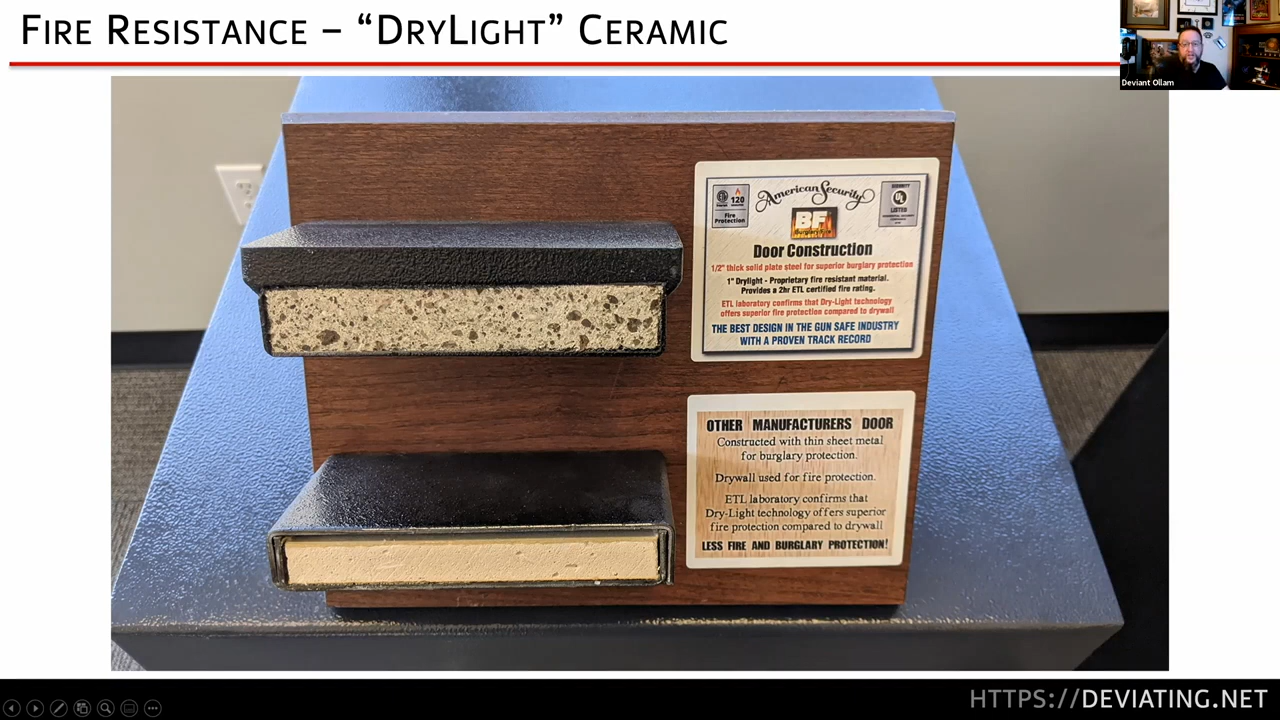 FIRE RESISTANCE – “DRYLIGHT” CERAMIC
Deviant Ollam
American Security
120
Fire
Protection
LISTED
BF
Door Construction
1/2" thick solid plate steel for superior burglary protection
1" Drylight - Proprietary fire resistant material.
Provides a 2hr ETL certified fire rating.
ETL laboratory confirms that Dry-Light technology
offers superior fire protection compared to drywall
THE BEST DESIGN IN THE GUN SAFE INDUSTRY
WITH A PROVEN TRACK RECORD
OTHER MANUFACTURERS DOOR
Constructed with thin sheet metal
for burglary protection.
Drywall used for fire protection.
ETL laboratory confirms that
Dry-Light technology offers superior
fire protection compared to drywall
LESS FIRE AND BURGLARY PROTECTION!
HTTPS://DEVIATING.NET